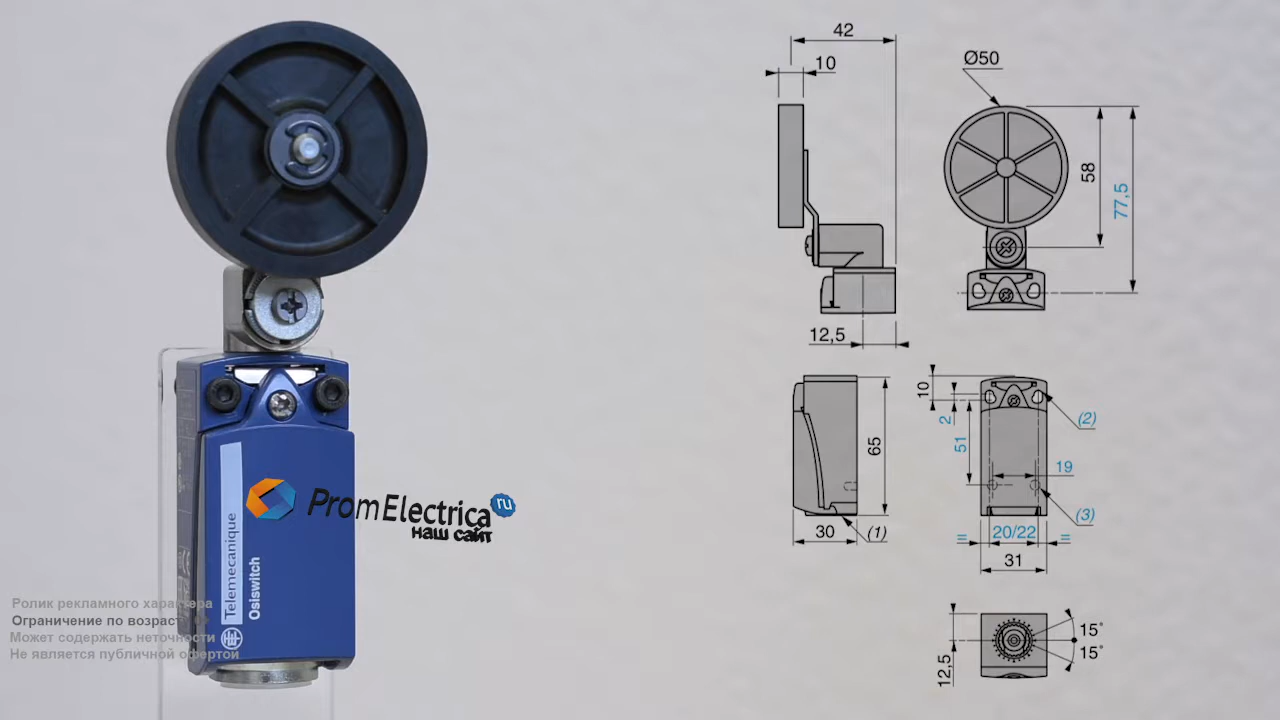 42
10
Ø50
58
77,5
12,5
10
2
51
65
(2)
19
(3)
30
(1)
20/22
=
=
31
15°
15°
12,5
Telemecanique
Osiswitch
PromElectrica
ru
наш сайт
Ролик рекламного характера
Ограничение по возраст
Может содержать неточности
Не является публичной офертой